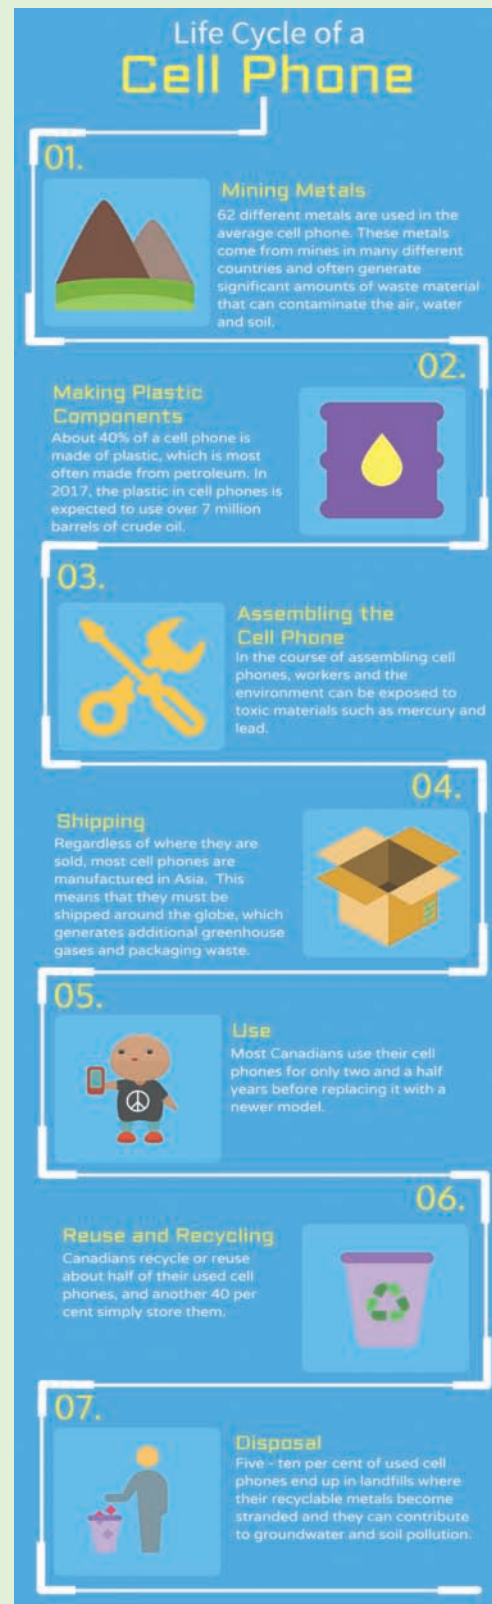 Life Cycle of a
Cell Phone
01.
Mining Metals
62 different metals are used in the
average cell phone. These metals
come from mines in many different
countries and often generate
significant amounts of waste material
that can contaminate the air, water
and soil.
02.
Making Plastic
Components
About 40% of a cell phone is
made of plastic, which is most
often made from petroleum. In
2017, the plastic in cell phones is
expected to use over 7 million
barrels of crude oil.
03.
Assembling the
Cell Phone
In the course of assembling cell
phones, workers and the
environment can be exposed to
toxic materials such as mercury and
lead.
04.
Shipping
Regardless of where they are
sold, most cell phones are
manufactured in Asia. This
means that they must be
shipped around the globe, which
generates additional greenhouse
gases and packaging waste.
05.
Use
Most Canadians use their cell
phones for only two and a half
years before replacing it with a
newer model.
06.
Reuse and Recycling
Canadians recycle or reuse
about half of their used cell
phones, and another 40 per
cent simply store them.
07.
Disposal
Five - ten per cent of used cell
phones end up in landfills where
their recyclable metals become
stranded and they can contribute
to groundwater and soil pollution.